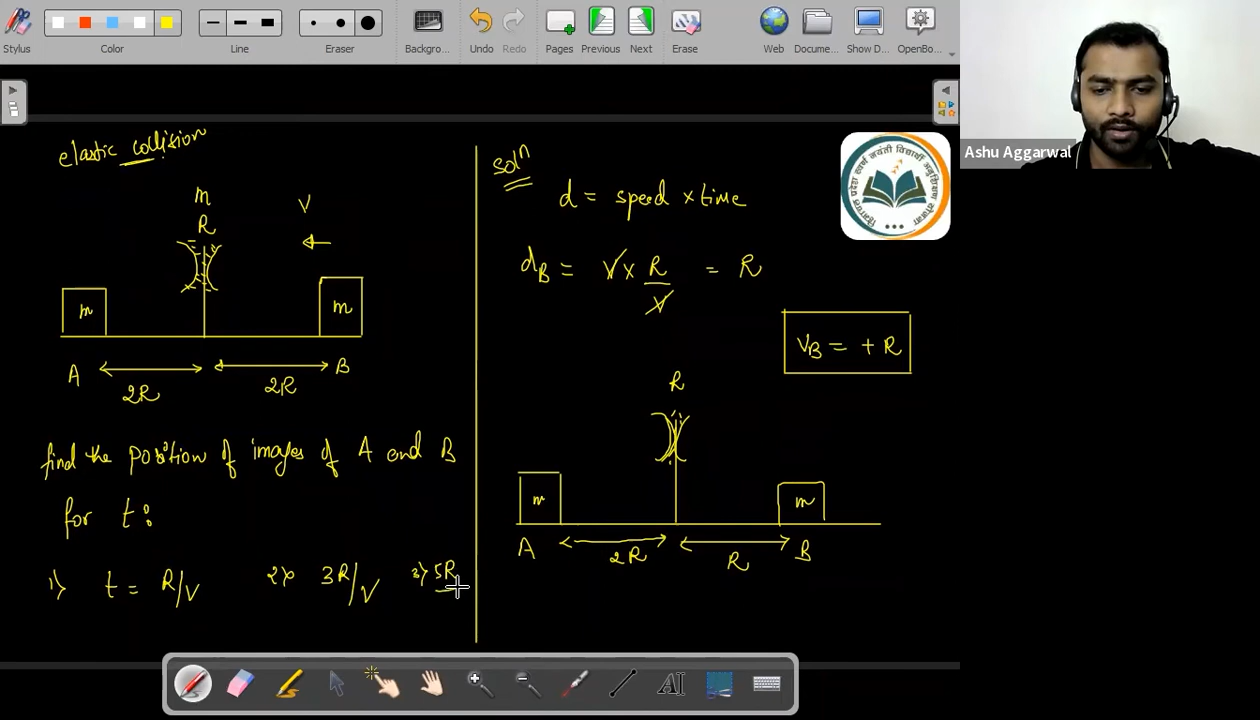 Stylus
Color
Line
Eraser
Backgro...
Undo
Redo
Pages
Previous
Next
Erase
Web
Docume...
Show D...
OpenBo...
Ashu Aggarwal
elastic collision
m
R
V
m
m
A
2R
2R
B
find the position of images of A and B
for t:
1) t = R/V 2) 3R/V 3) 5R
soln
d = speed × time
dB = V × R/V = R
VB = + R
R
m
m
A
2R
R
B